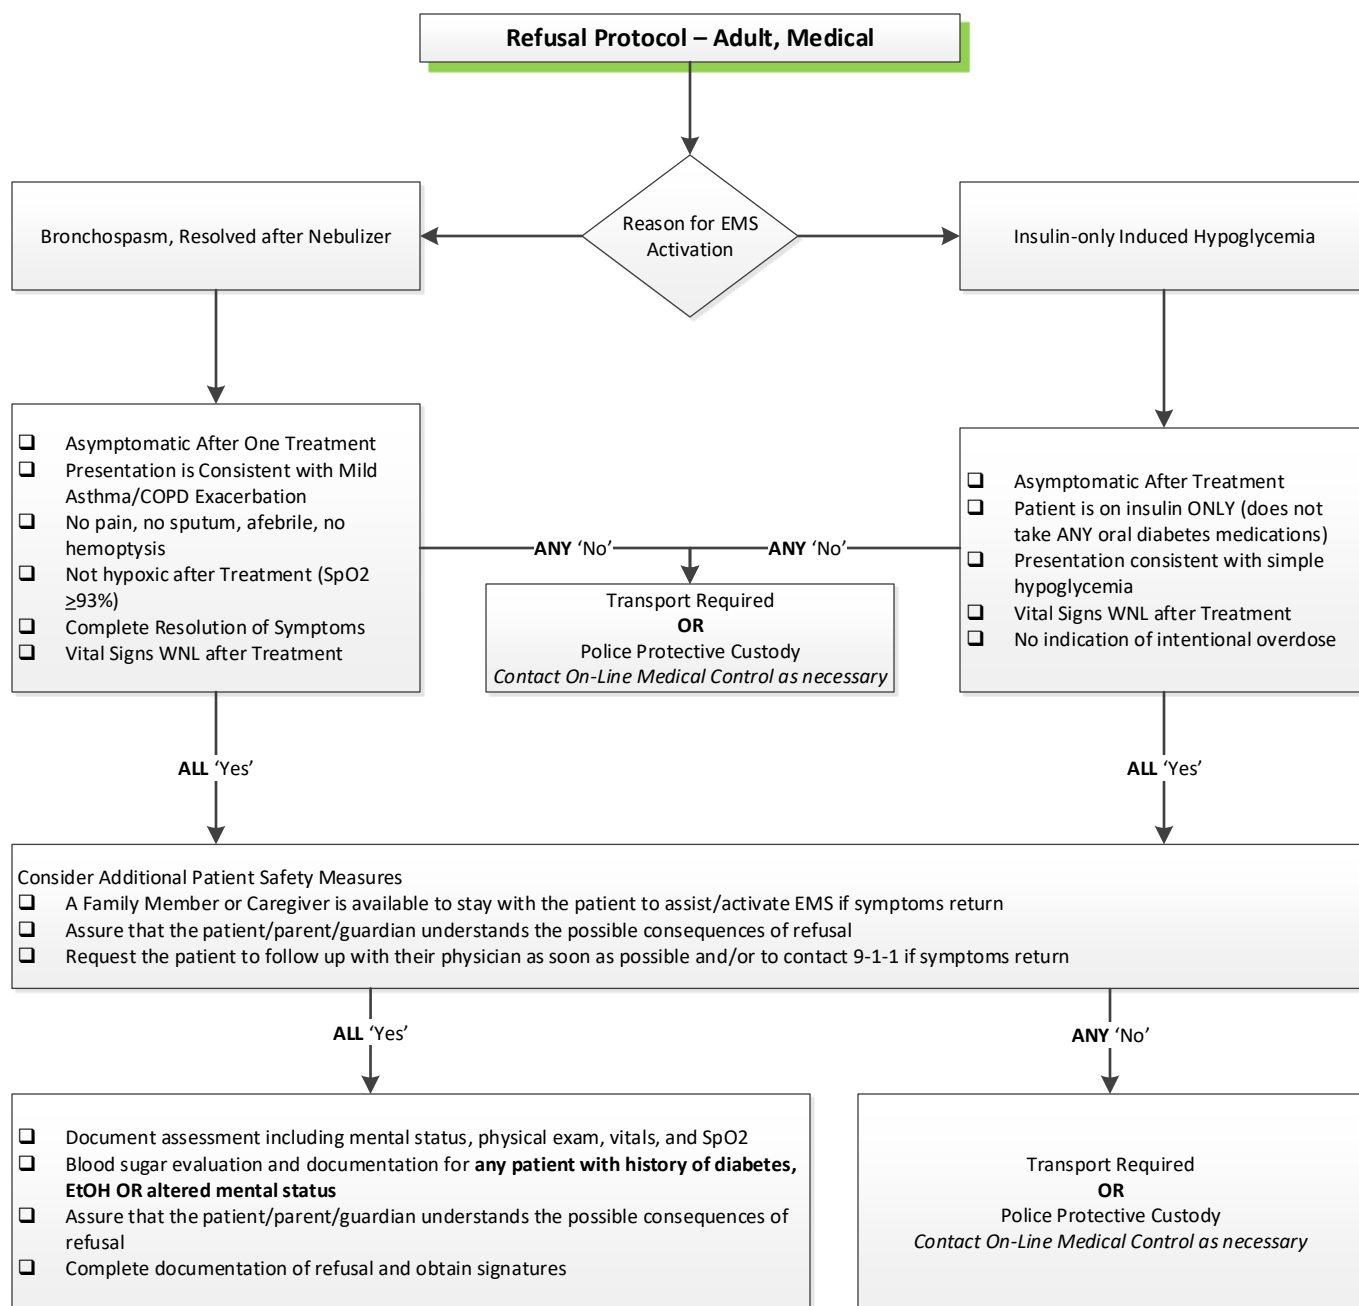 Refusal Protocol – Adult, Medical
Reason for EMS
Activation
Bronchospasm, Resolved after Nebulizer
Insulin-only Induced Hypoglycemia
❑ Asymptomatic After One Treatment
❑ Presentation is Consistent with Mild
Asthma/COPD Exacerbation
❑ No pain, no sputum, afebrile, no
hemoptysis
❑ Not hypoxic after Treatment (SpO2
≥93%)
❑ Complete Resolution of Symptoms
❑ Vital Signs WNL after Treatment
❑ Asymptomatic After Treatment
❑ Patient is on insulin ONLY (does not
take ANY oral diabetes medications)
❑ Presentation consistent with simple
hypoglycemia
❑ Vital Signs WNL after Treatment
❑ No indication of intentional overdose
ANY ‘No’
ANY ‘No’
Transport Required
OR
Police Protective Custody
Contact On-Line Medical Control as necessary
ALL ‘Yes’
ALL ‘Yes’
Consider Additional Patient Safety Measures
❑ A Family Member or Caregiver is available to stay with the patient to assist/activate EMS if symptoms return
❑ Assure that the patient/parent/guardian understands the possible consequences of refusal
❑ Request the patient to follow up with their physician as soon as possible and/or to contact 9-1-1 if symptoms return
ALL ‘Yes’
ANY ‘No’
❑ Document assessment including mental status, physical exam, vitals, and SpO2
❑ Blood sugar evaluation and documentation for any patient with history of diabetes,
EtOH OR altered mental status
❑ Assure that the patient/parent/guardian understands the possible consequences of
refusal
❑ Complete documentation of refusal and obtain signatures
Transport Required
OR
Police Protective Custody
Contact On-Line Medical Control as necessary